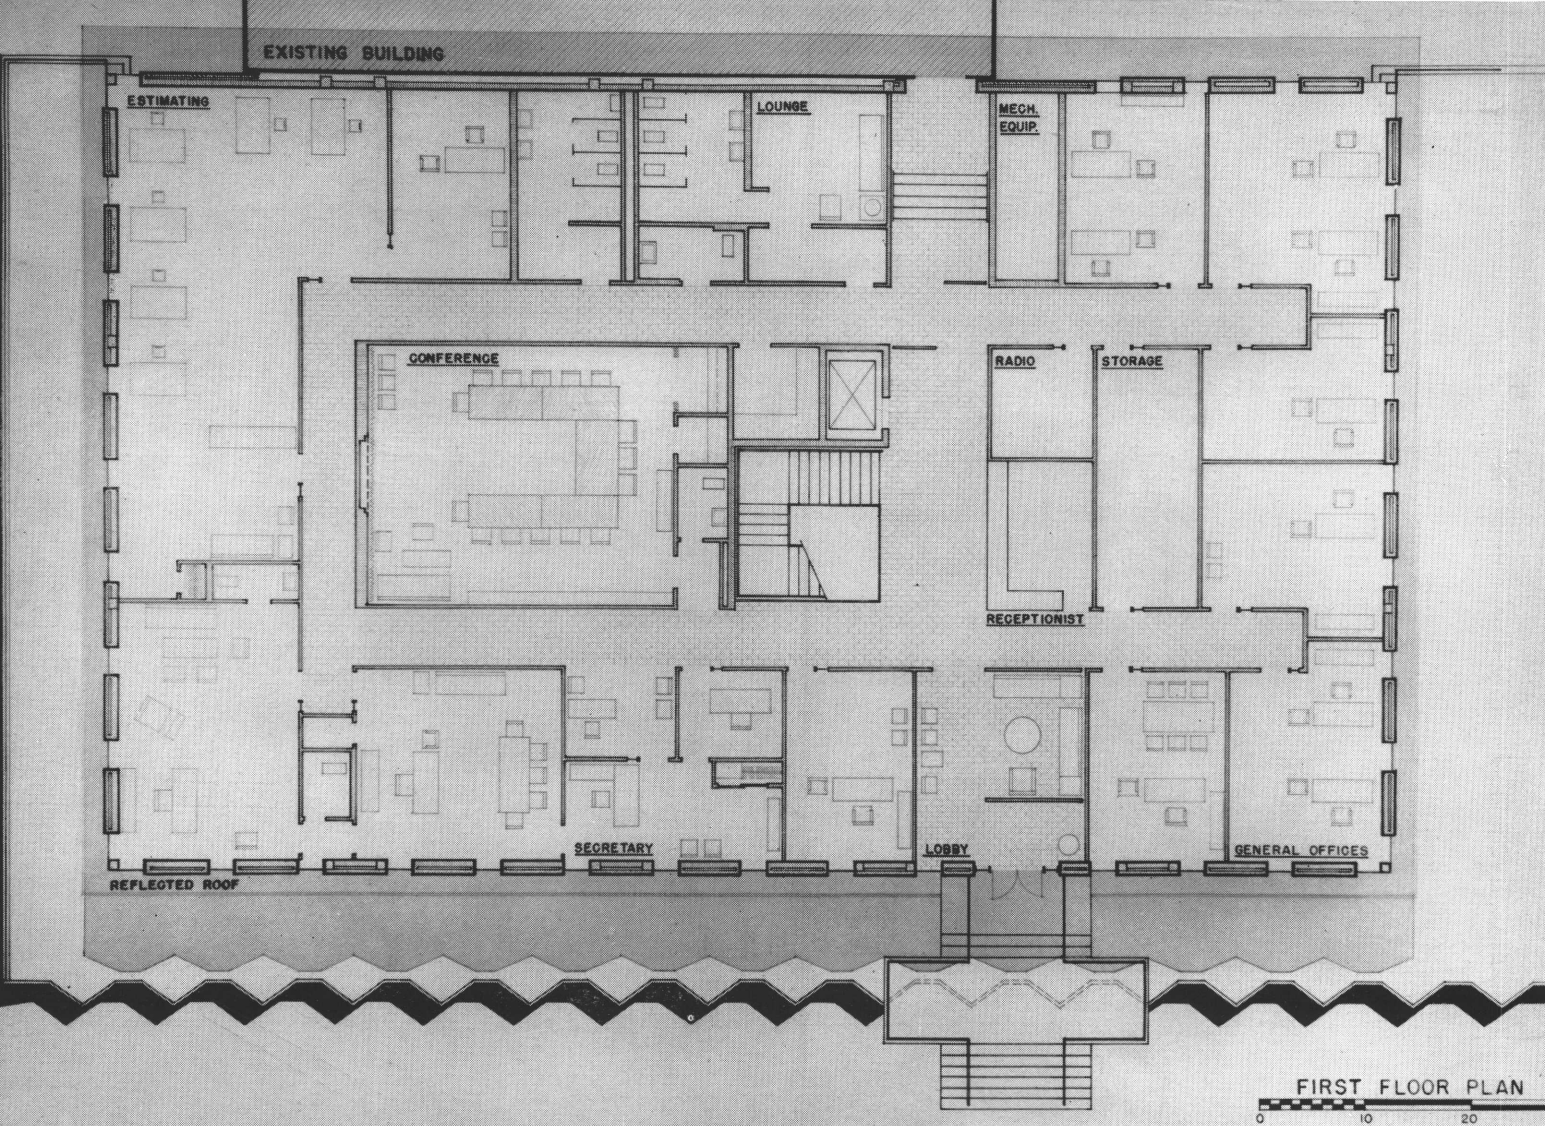 EXISTING BUILDING
ESTIMATING
LOUNGE
MECH.
EQUIP.
CONFERENCE
RADIO
STORAGE
RECEPTIONIST
SECRETARY
LOBBY
GENERAL OFFICES
REFLECTED ROOF
FIRST FLOOR PLAN
0 10 20